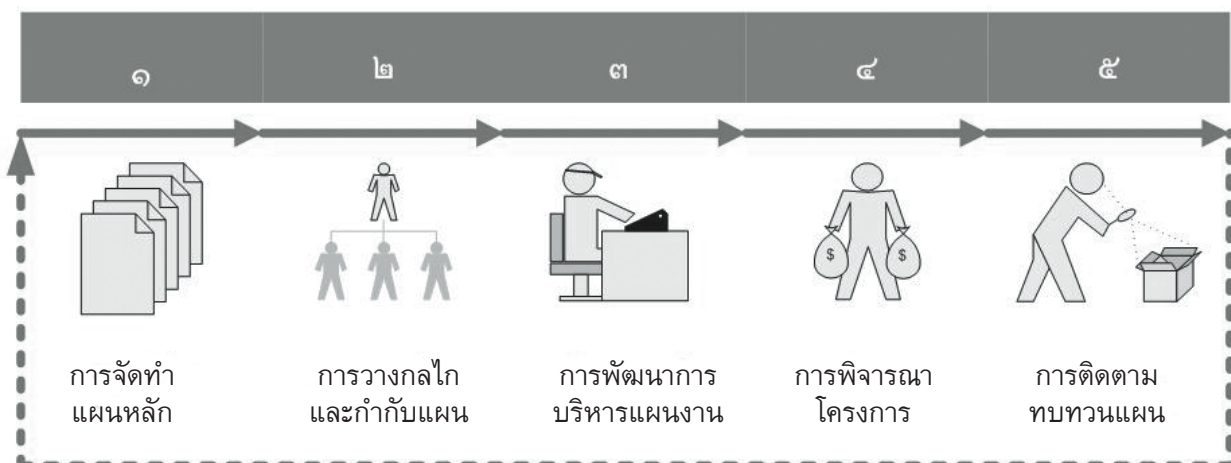 ๑ ๒ ๓ ๔ ๕
$ $
การจัดทำ
แผนหลัก
การวางกลไก
และกำกับแผน
การพัฒนาการ
บริหารแผนงาน
การพิจารณา
โครงการ
การติดตาม
ทบทวนแผน